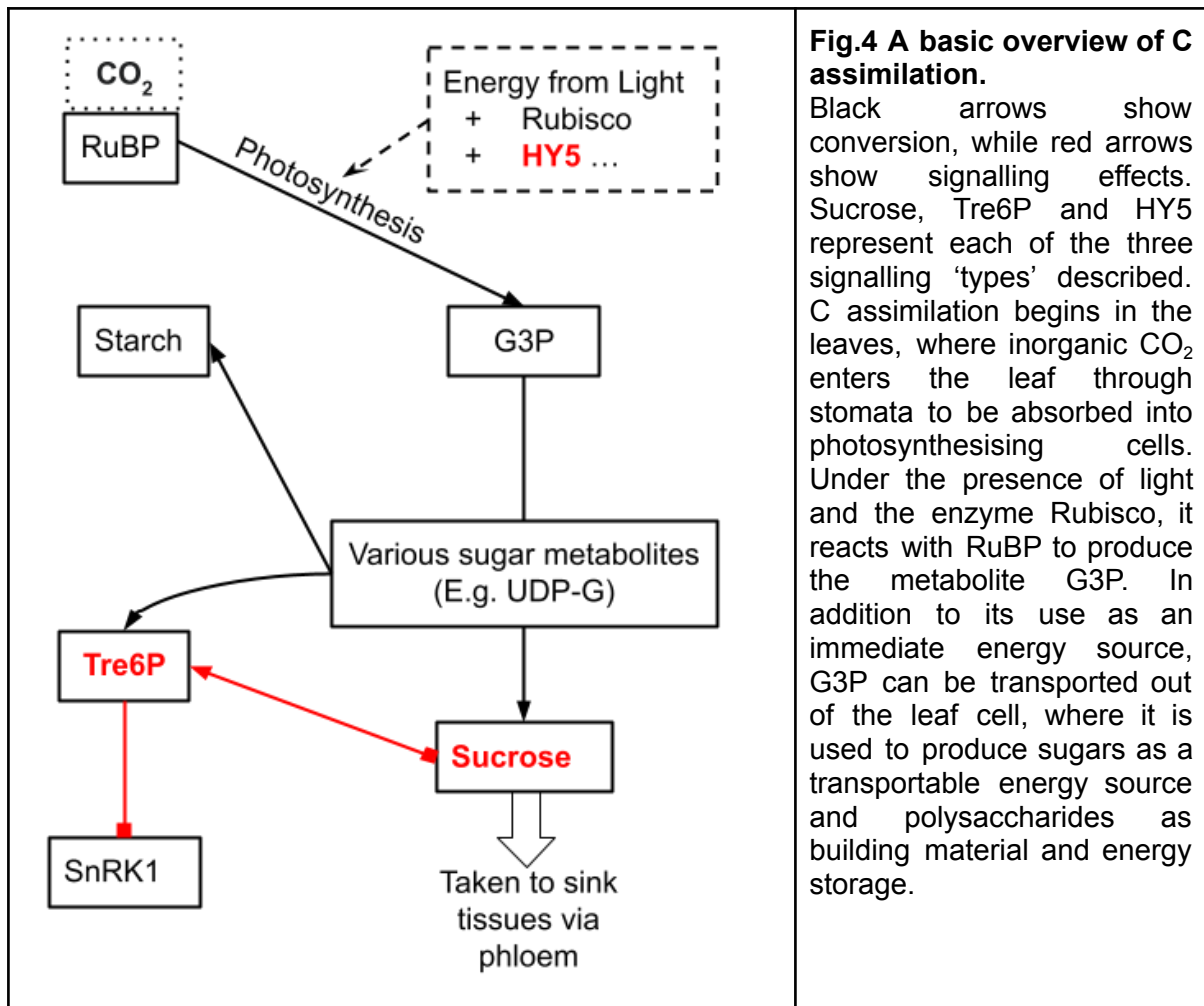 CO₂
RuBP
Photosynthesis
Energy from Light
+ Rubisco
+ HY5 ...
Starch
G3P
Various sugar metabolites
(E.g. UDP-G)
Tre6P
Sucrose
SnRK1
Taken to sink
tissues via
phloem
Fig.4 A basic overview of C
assimilation.
Black arrows show
conversion, while red arrows
show signalling effects.
Sucrose, Tre6P and HY5
represent each of the three
signalling ‘types’ described.
C assimilation begins in the
leaves, where inorganic CO₂
enters the leaf through
stomata to be absorbed into
photosynthesising cells.
Under the presence of light
and the enzyme Rubisco, it
reacts with RuBP to produce
the metabolite G3P. In
addition to its use as an
immediate energy source,
G3P can be transported out
of the leaf cell, where it is
used to produce sugars as a
transportable energy source
and polysaccharides as
building material and energy
storage.